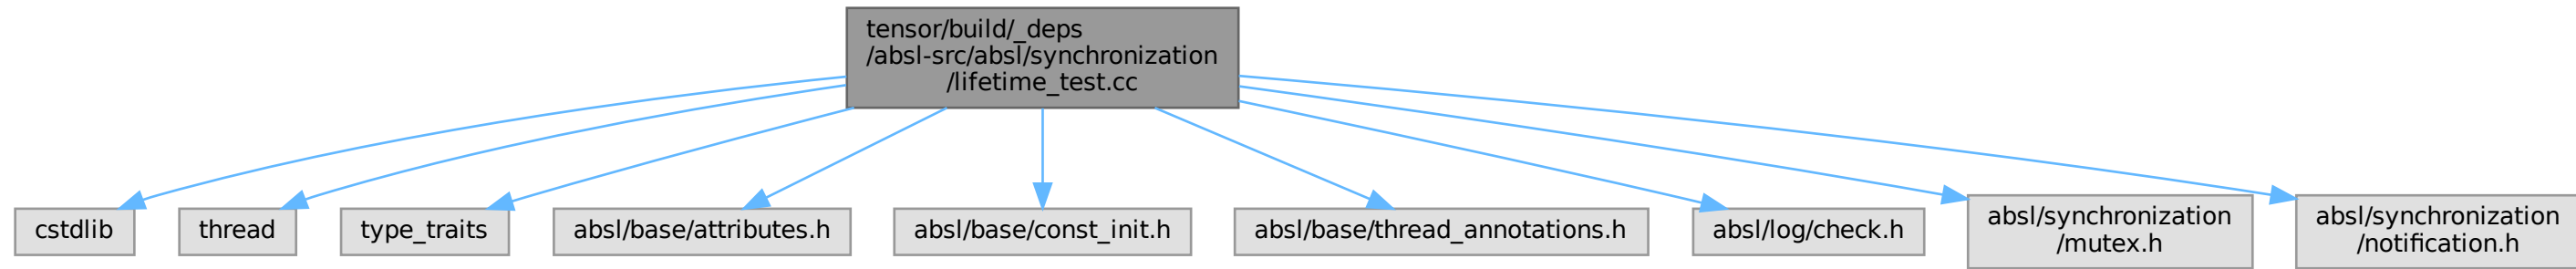 tensor/build/_deps
/absl-src/absl/synchronization
/lifetime_test.cc
cstdlib
thread
type_traits
absl/base/attributes.h
absl/base/const_init.h
absl/base/thread_annotations.h
absl/log/check.h
absl/synchronization
/mutex.h
absl/synchronization
/notification.h